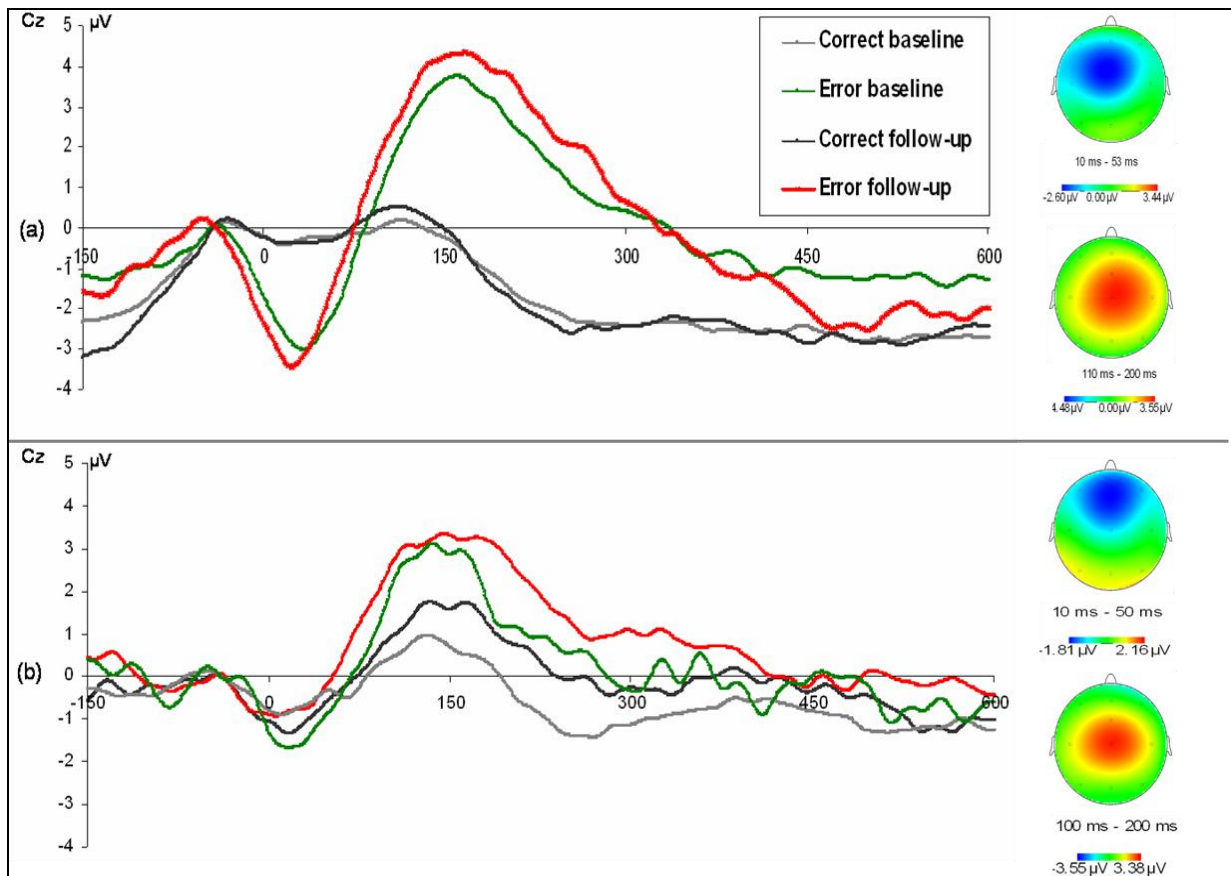 Cz µV
5
4
3
2
1
0
-1
-2
-3
-4
(a)
150 0 150 300 450 600
Correct baseline
Error baseline
Correct follow-up
Error follow-up
10 ms - 53 ms
-2.60µV 0.00µV 3.44µV
110 ms - 200 ms
4.48µV 0.00µV 3.55µV
Cz µV
5
4
3
2
1
0
-1
-2
-3
-4
(b)
-150 0 150 300 450 600
10 ms - 50 ms
-1.81µV 2.16µV
100 ms - 200 ms
-3.55µV 3.38µV